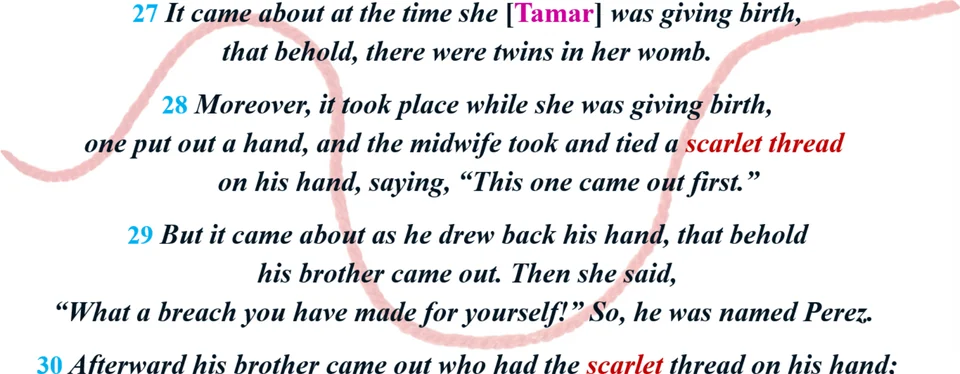 27 It came about at the time she [Tamar] was giving birth,
that behold, there were twins in her womb.
28 Moreover, it took place while she was giving birth,
one put out a hand, and the midwife took and tied a scarlet thread
on his hand, saying, “This one came out first.”
29 But it came about as he drew back his hand, that behold
his brother came out. Then she said,
“What a breach you have made for yourself!” So, he was named Perez.
30 Afterward his brother came out who had the scarlet thread on his hand;